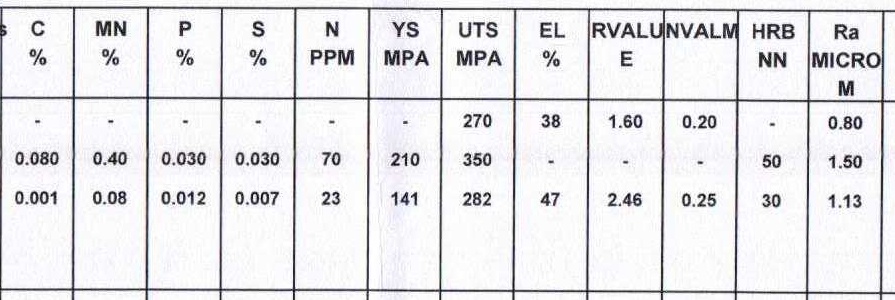 s C MN P S N YS UTS EL RVALU NVALM HRB Ra
% % % % PPM MPA MPA % E NN MICRO
M
- - - - - - 270 38 1.60 0.20 - 0.80
0.080 0.40 0.030 0.030 70 210 350 - - - 50 1.50
0.001 0.08 0.012 0.007 23 141 282 47 2.46 0.25 30 1.13